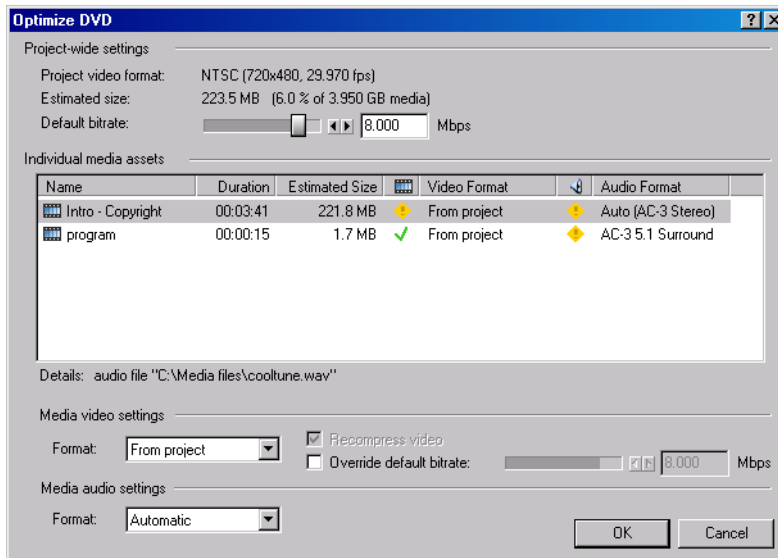 Optimize DVD
Project-wide settings
Project video format: NTSC (720x480, 29.970 fps)
Estimated size: 223.5 MB (6.0 % of 3.950 GB media)
Default bitrate: 8.000 Mbps
Individual media assets
Name Duration Estimated Size Video Format Audio Format
Intro - Copyright 00:03:41 221.8 MB From project Auto (AC-3 Stereo)
program 00:00:15 1.7 MB From project AC-3 5.1 Surround
Details: audio file "C:\Media files\cooltune.wav"
Media video settings
Format: From project
Recompress video
Override default bitrate: 8.000 Mbps
Media audio settings
Format: Automatic
OK Cancel